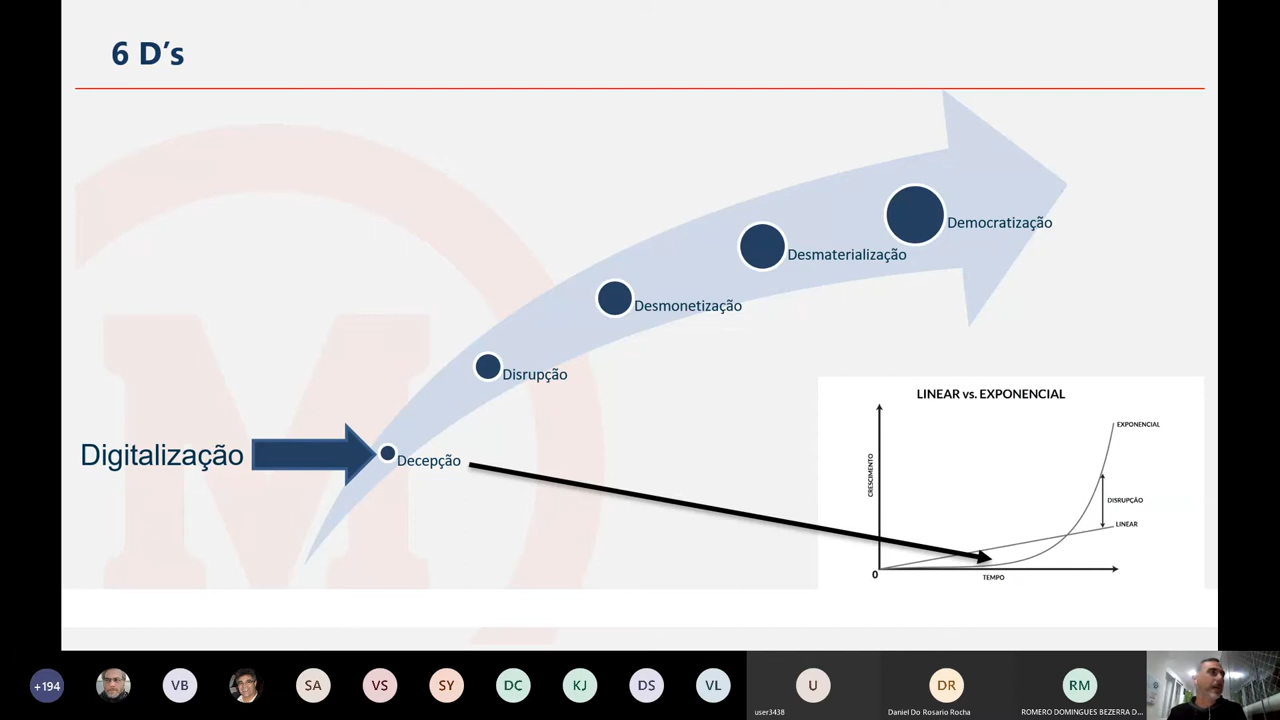 6 D’s
Democratização
Desmaterialização
Desmonetização
Disrupção
Digitalização
Decepção
LINEAR vs. EXPONENCIAL
EXPONENCIAL
CRESCIMENTO
DISRUPÇÃO
LINEAR
0
TEMPO
M
+194
VB
SA
VS
SY
DC
KJ
DS
VL
U
DR
RM
user3438
Daniel Do Rosario Rocha
ROMERO DOMINGUES BEZERRA D...